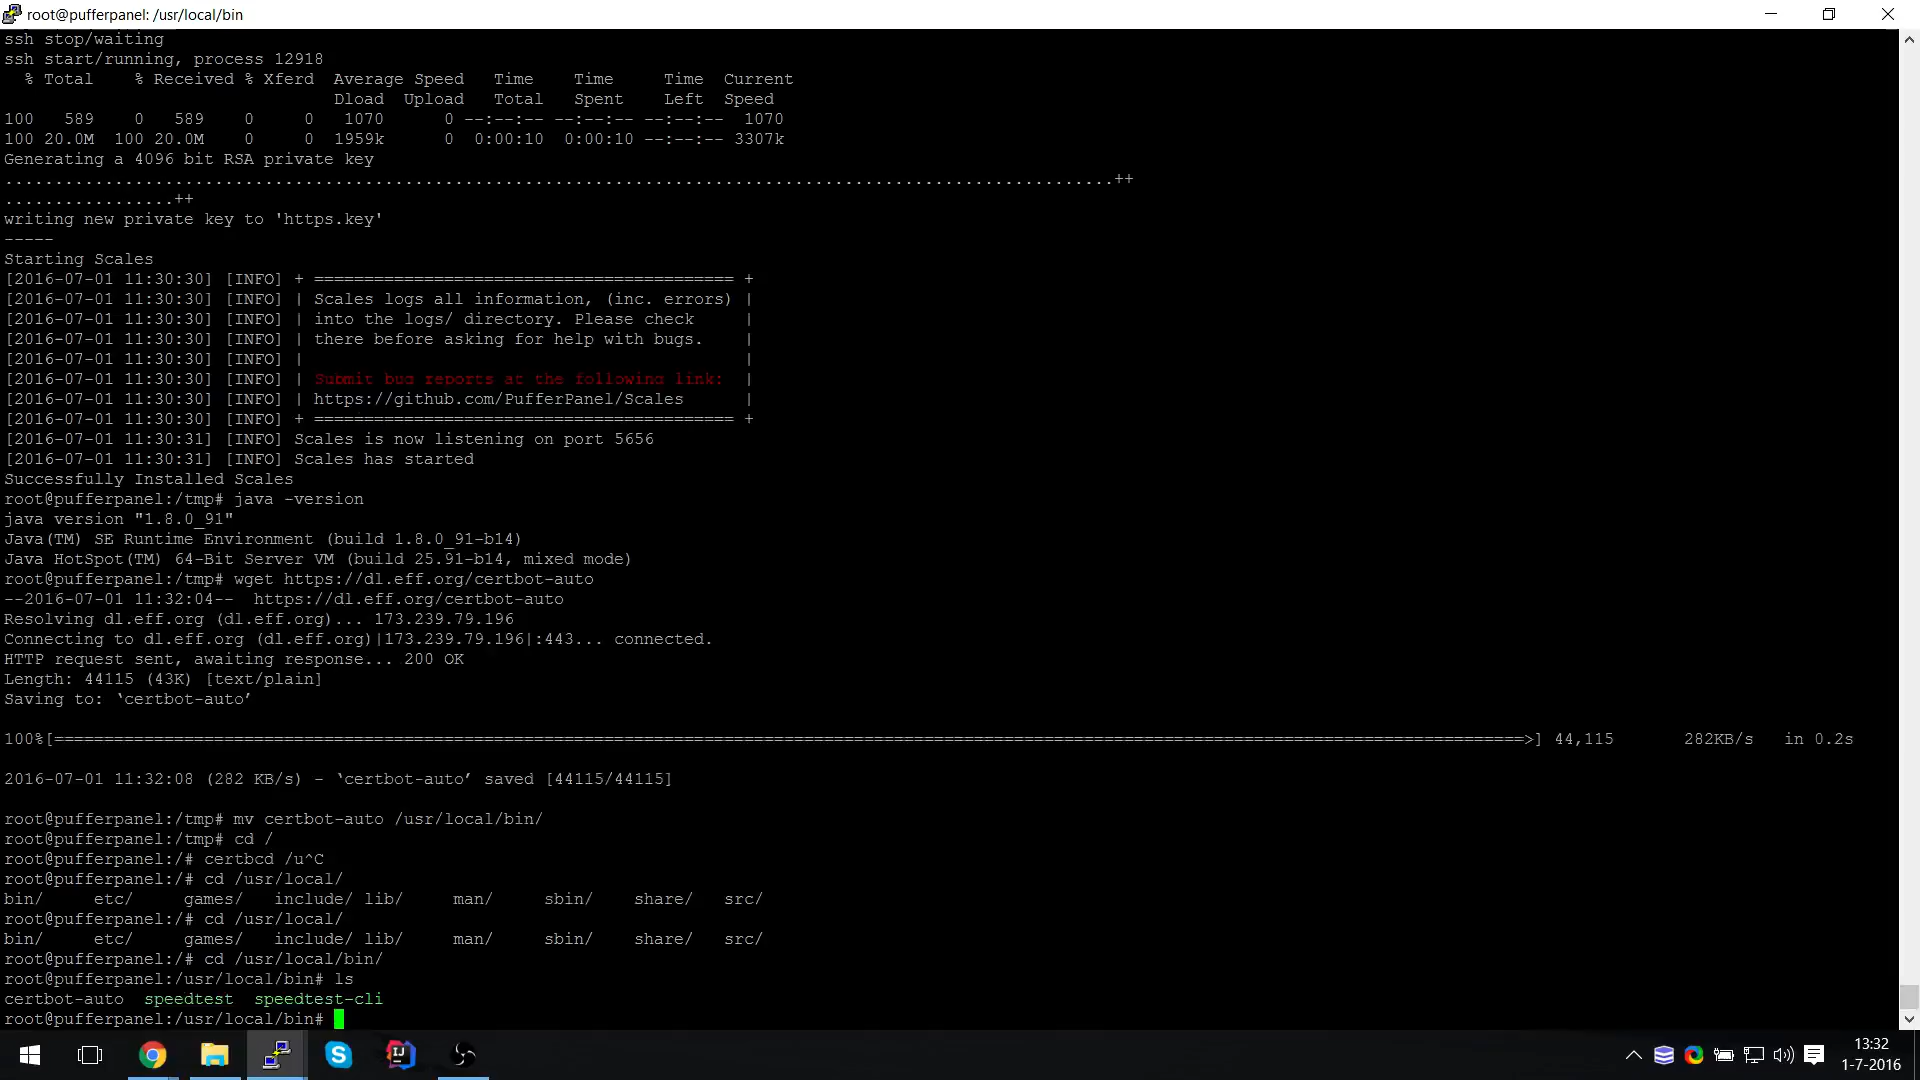 root@pufferpanel: /usr/local/bin
ssh stop/waiting
ssh start/running, process 12918
  % Total    % Received % Xferd  Average Speed   Time    Time     Time  Current
                                 Dload  Upload   Total   Spent    Left  Speed
100   589    0   589    0     0   1070      0 --:--:-- --:--:-- --:--:--  1070
100 20.0M  100 20.0M    0     0  1959k      0  0:00:10  0:00:10 --:--:-- 3307k
Generating a 4096 bit RSA private key
...............................................................................................................++
.................++
writing new private key to 'https.key'
-----
Starting Scales
[2016-07-01 11:30:30] [INFO] + ========================================== +
[2016-07-01 11:30:30] [INFO] | Scales logs all information, (inc. errors) |
[2016-07-01 11:30:30] [INFO] | into the logs/ directory. Please check     |
[2016-07-01 11:30:30] [INFO] | there before asking for help with bugs.    |
[2016-07-01 11:30:30] [INFO] |                                            |
[2016-07-01 11:30:30] [INFO] | Submit bug reports at the following link:  |
[2016-07-01 11:30:30] [INFO] | https://github.com/PufferPanel/Scales      |
[2016-07-01 11:30:30] [INFO] + ========================================== +
[2016-07-01 11:30:31] [INFO] Scales is now listening on port 5656
[2016-07-01 11:30:31] [INFO] Scales has started
Successfully Installed Scales
root@pufferpanel:/tmp# java -version
java version "1.8.0_91"
Java(TM) SE Runtime Environment (build 1.8.0_91-b14)
Java HotSpot(TM) 64-Bit Server VM (build 25.91-b14, mixed mode)
root@pufferpanel:/tmp# wget https://dl.eff.org/certbot-auto
--2016-07-01 11:32:04--  https://dl.eff.org/certbot-auto
Resolving dl.eff.org (dl.eff.org)... 173.239.79.196
Connecting to dl.eff.org (dl.eff.org)|173.239.79.196|:443... connected.
HTTP request sent, awaiting response... 200 OK
Length: 44115 (43K) [text/plain]
Saving to: ‘certbot-auto’
100%[===================================================================================================================================================>] 44,115       282KB/s   in 0.2s
2016-07-01 11:32:08 (282 KB/s) - ‘certbot-auto’ saved [44115/44115]
root@pufferpanel:/tmp# mv certbot-auto /usr/local/bin/
root@pufferpanel:/tmp# cd /
root@pufferpanel:/# certbcd /u^C
root@pufferpanel:/# cd /usr/local/
bin/     etc/     games/   include/ lib/     man/     sbin/    share/   src/
root@pufferpanel:/# cd /usr/local/
bin/     etc/     games/   include/ lib/     man/     sbin/    share/   src/
root@pufferpanel:/# cd /usr/local/bin/
root@pufferpanel:/usr/local/bin# ls
certbot-auto  speedtest  speedtest-cli
root@pufferpanel:/usr/local/bin#
13:32
1-7-2016